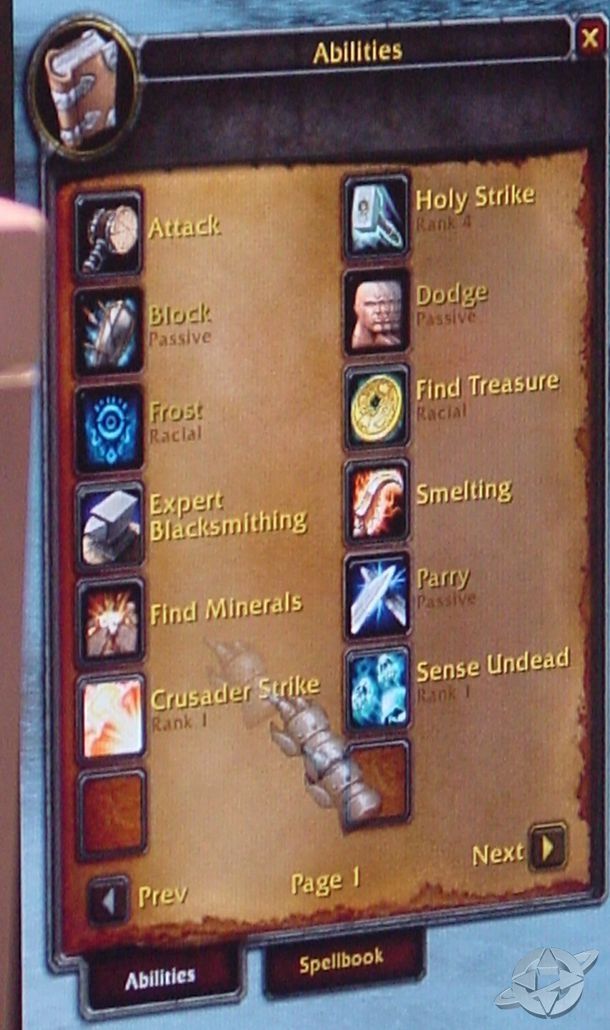 Abilities
Attack
Holy Strike
Rank 4
Block
Passive
Dodge
Passive
Frost
Racial
Find Treasure
Racial
Expert
Blacksmithing
Smelting
Find Minerals
Parry
Passive
Crusader Strike
Rank 1
Sense Undead
Rank 1
Prev
Page 1
Next
Abilities
Spellbook